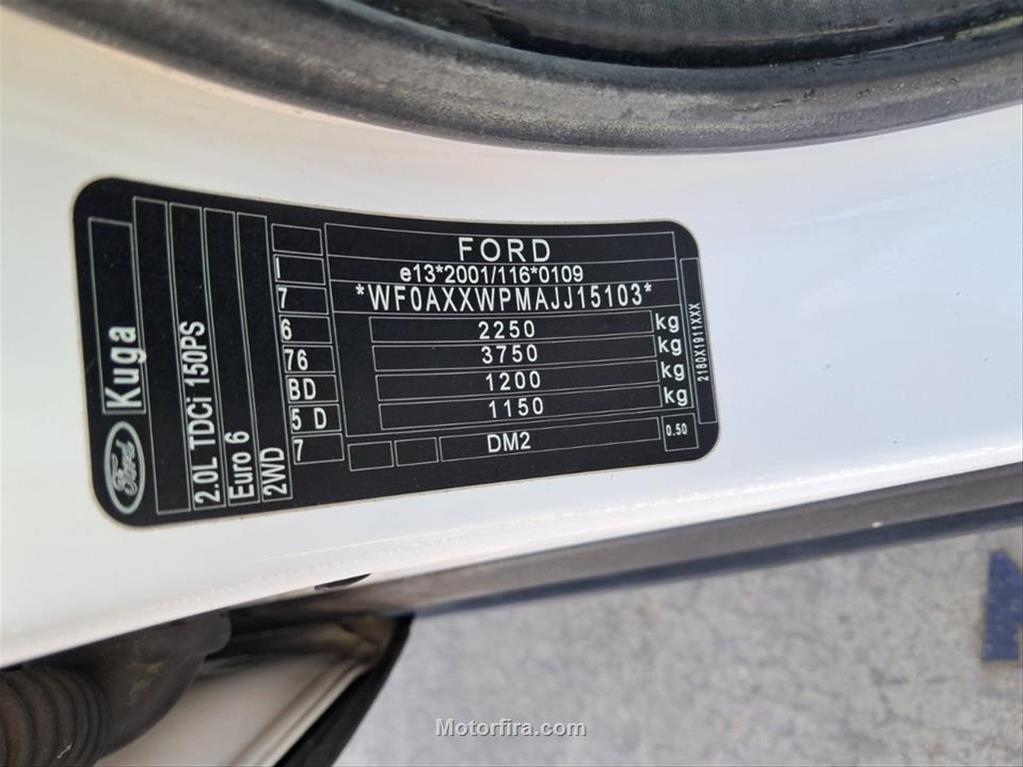 FORD
e13*2001/116*0109
*WF0AXXWPMAJJ15103*
2250 kg
3750 kg
1200 kg
1150 kg
DM2
0.50
2180X1911XXX
I
7
6
76
BD
5 D
7
Ford
Kuga
2.0L TDCi 150PS
Euro 6
2WD
Motorfira.com